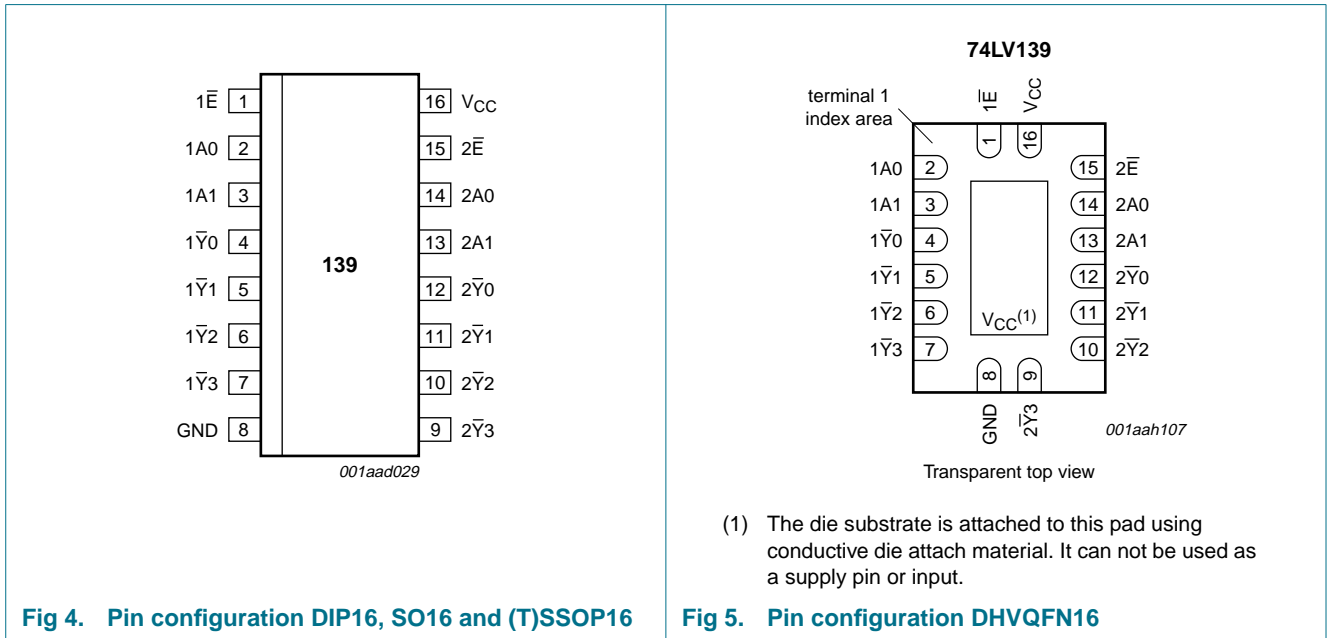 1E̅ 1 16 VCC
1A0 2 15 2E̅
1A1 3 14 2A0
1Y̅0 4 13 2A1
139
1Y̅1 5 12 2Y̅0
1Y̅2 6 11 2Y̅1
1Y̅3 7 10 2Y̅2
GND 8 9 2Y̅3
001aad029
Fig 4. Pin configuration DIP16, SO16 and (T)SSOP16
74LV139
terminal 1
index area
1E̅ VCC
1 16
1A0 2 15 2E̅
1A1 3 14 2A0
1Y̅0 4 13 2A1
1Y̅1 5 12 2Y̅0
1Y̅2 6 VCC(1) 11 2Y̅1
1Y̅3 7 10 2Y̅2
8 9
GND 2Y̅3
001aah107
Transparent top view
(1) The die substrate is attached to this pad using
conductive die attach material. It can not be used as
a supply pin or input.
Fig 5. Pin configuration DHVQFN16